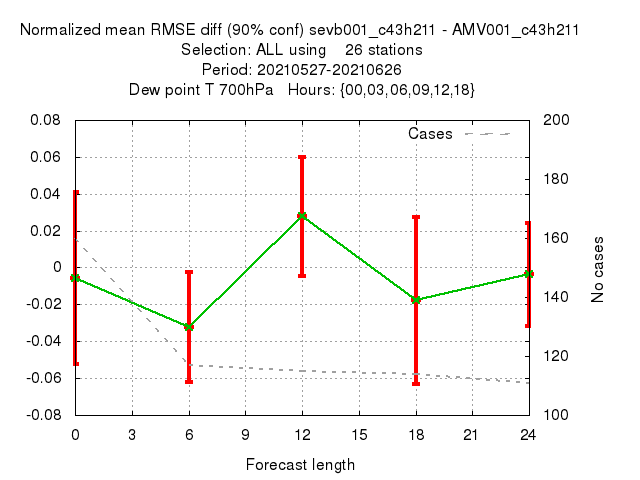 Normalized mean RMSE diff (90% conf) sevb001_c43h211 - AMV001_c43h211
Selection: ALL using    26 stations
Period: 20210527-20210626
Dew point T 700hPa   Hours: {00,03,06,09,12,18}
Cases
0.08
0.06
0.04
0.02
0
-0.02
-0.04
-0.06
-0.08
200
180
160
140
120
100
No cases
0 3 6 9 12 15 18 21 24
Forecast length